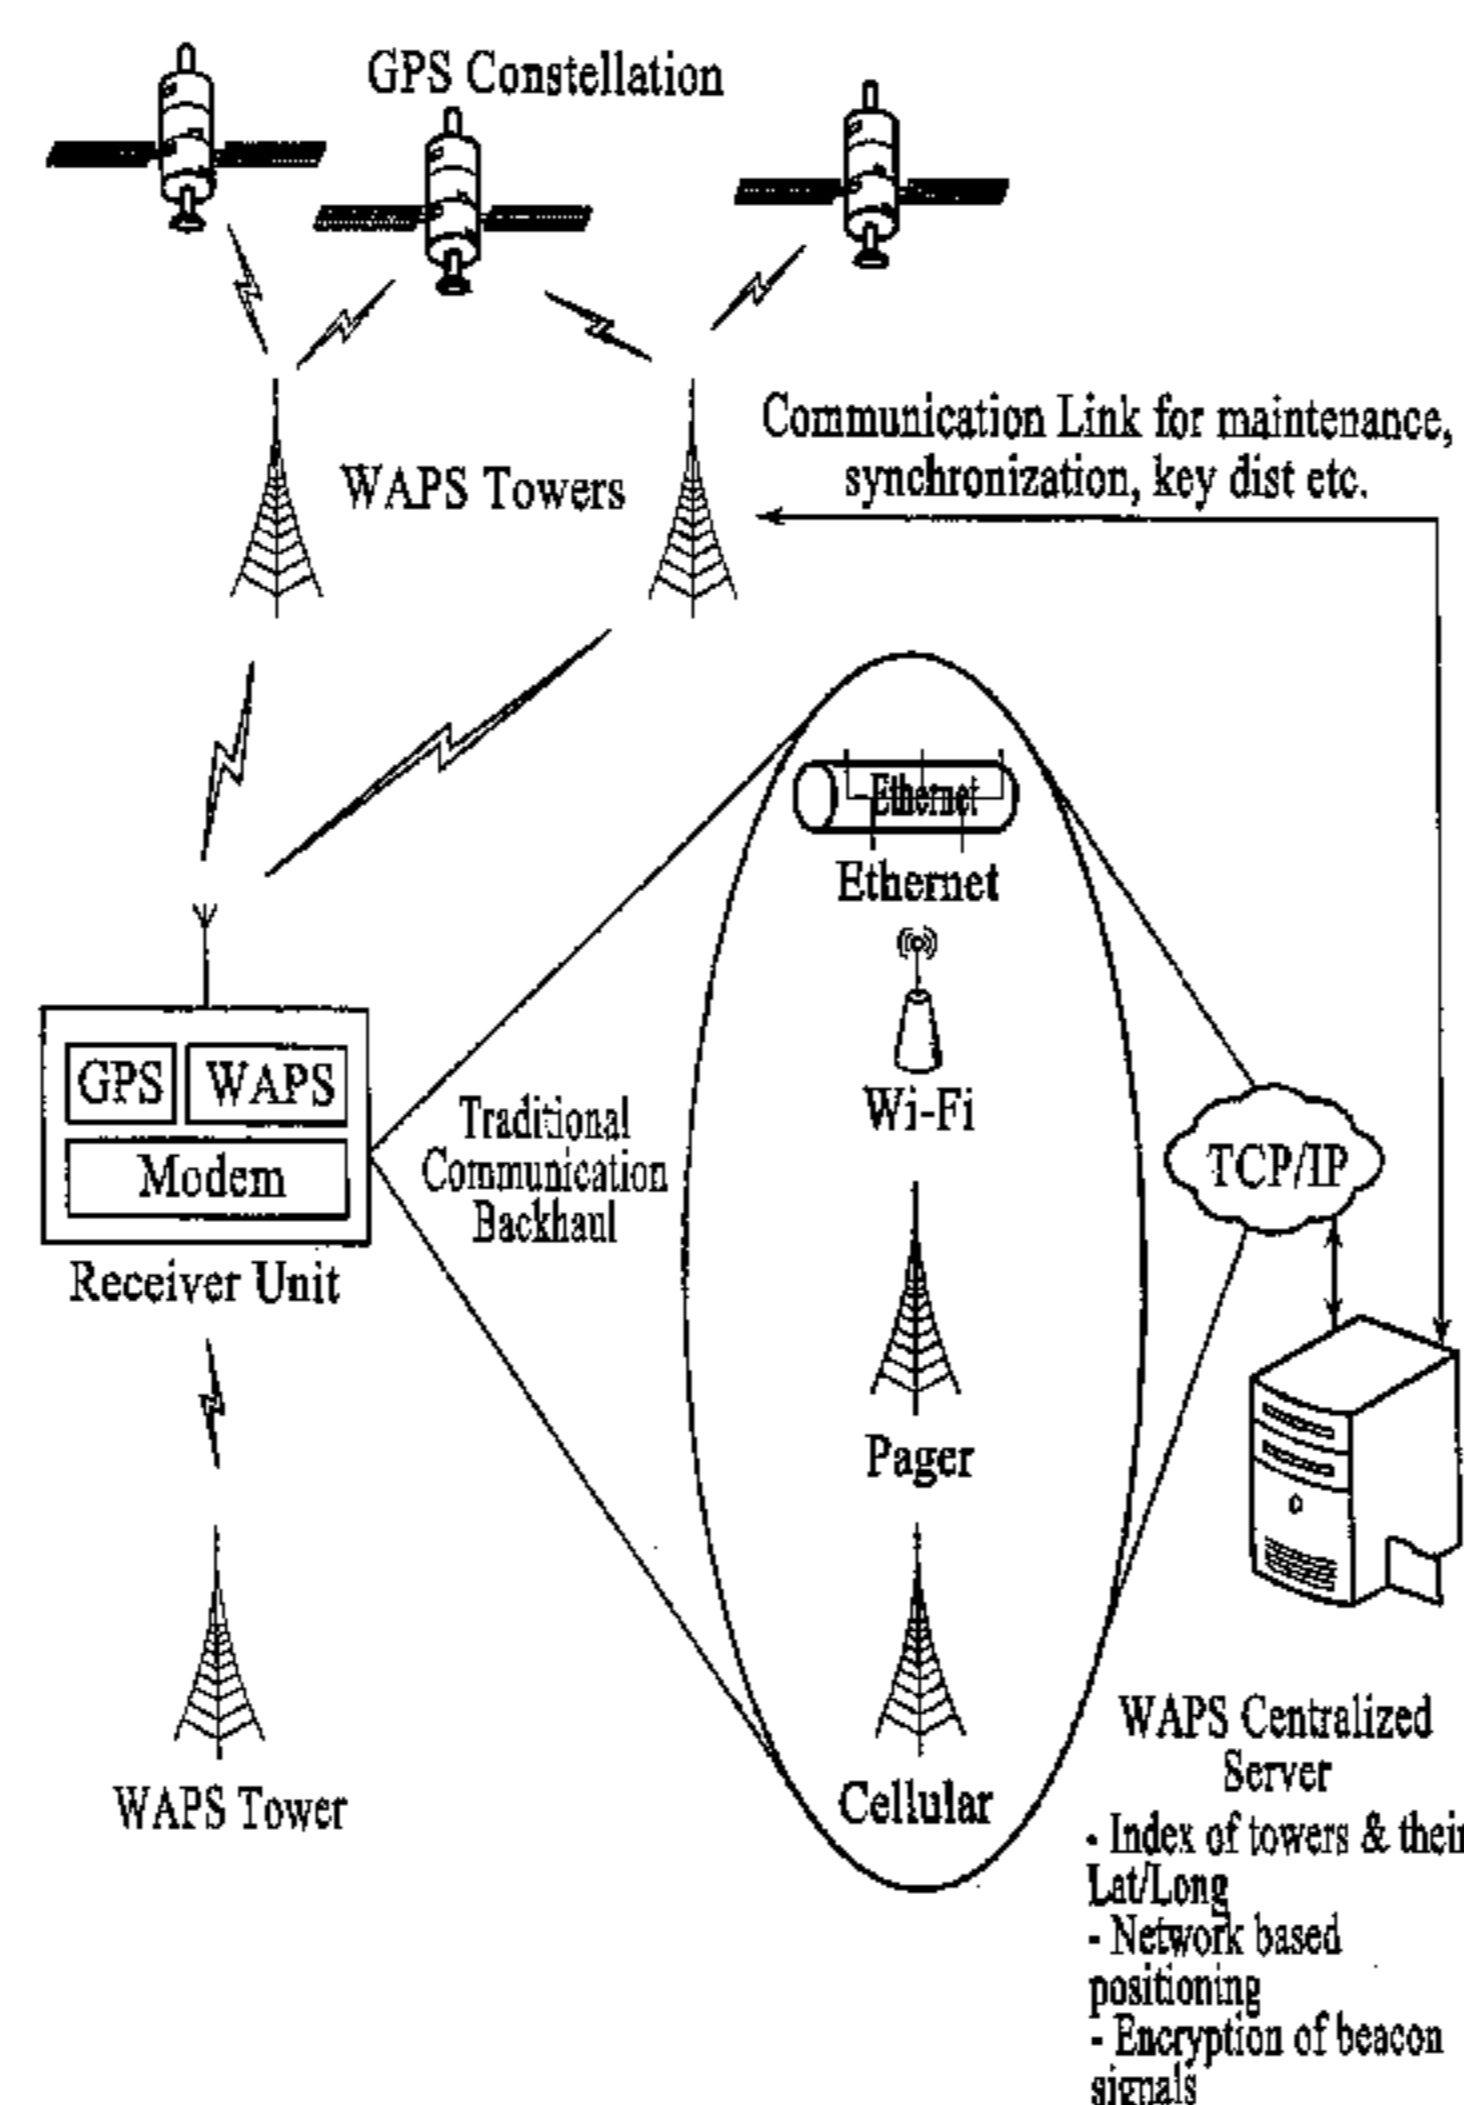 GPS Constellation
Communication Link for maintenance,
synchronization, key dist etc.
WAPS Towers
Ethernet
Ethernet
Wi-Fi
GPS
WAPS
Modem
Receiver Unit
Traditional
Communication
Backhaul
TCP/IP
Pager
Cellular
WAPS Tower
WAPS Centralized
Server
- Index of towers & their
Lat/Long
- Network based
positioning
- Encryption of beacon
signals